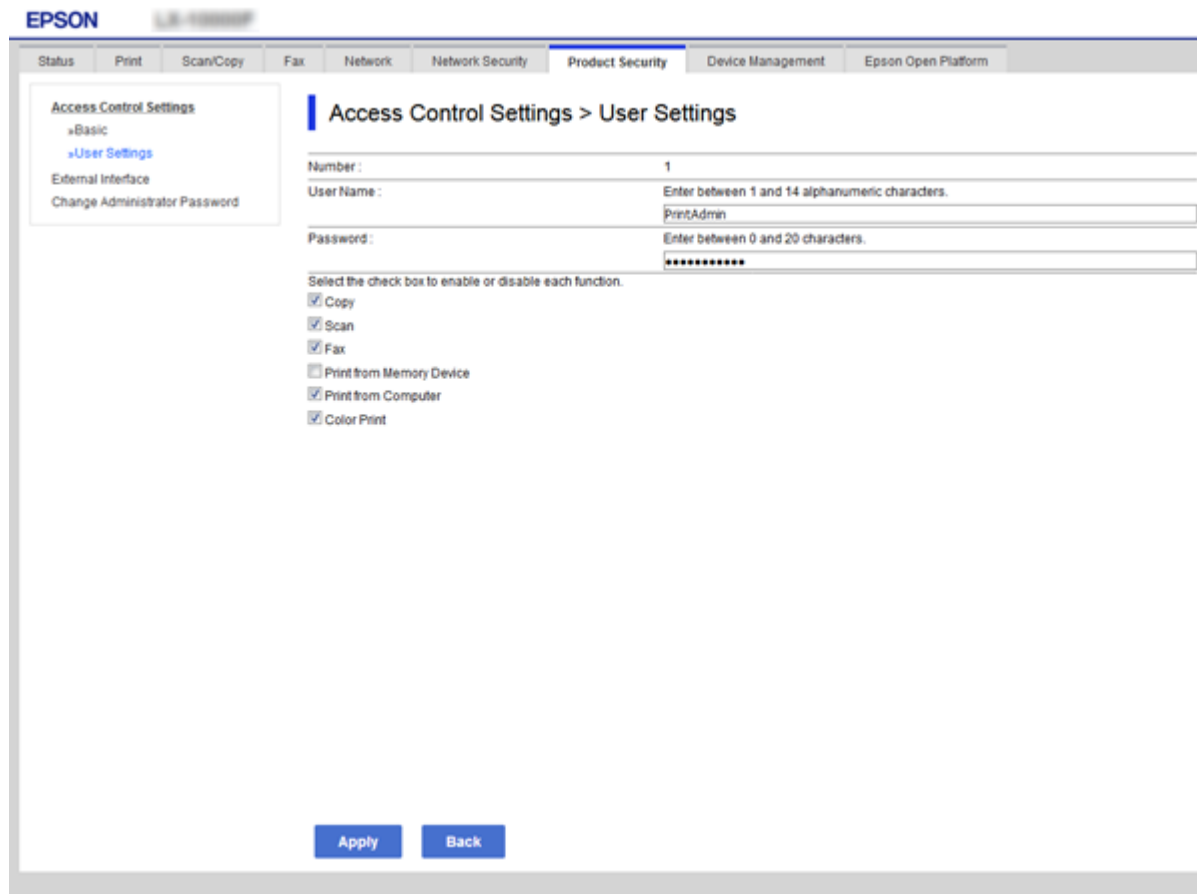 EPSON
Status Print Scan/Copy Fax Network Network Security Product Security Device Management Epson Open Platform
Access Control Settings
»Basic
»User Settings
External Interface
Change Administrator Password
Access Control Settings > User Settings
Number : 1
User Name : Enter between 1 and 14 alphanumeric characters.
PrintAdmin
Password : Enter between 0 and 20 characters.
•••••••••••
Select the check box to enable or disable each function.
Copy
Scan
Fax
Print from Memory Device
Print from Computer
Color Print
Apply Back